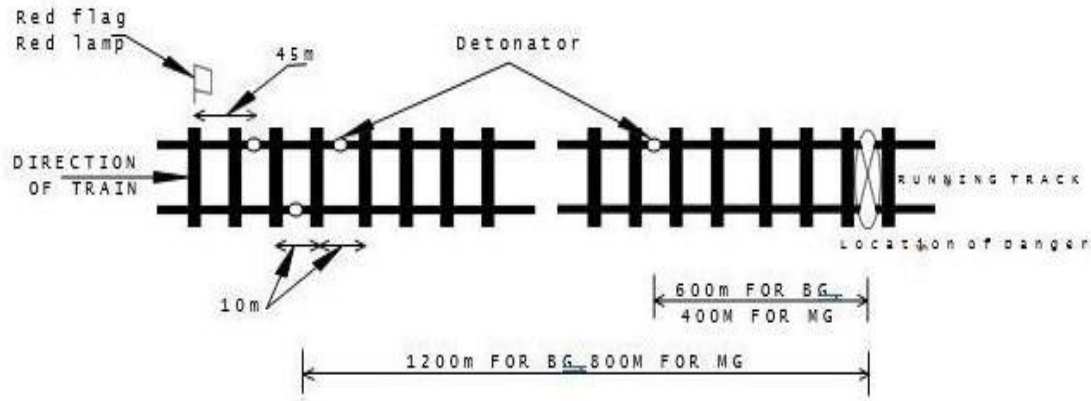 Red flag
Red lamp
45m
Detonator
DIRECTION
OF TRAIN
RUNNING TRACK
Location of Danger
10m
600m FOR BG,
400M FOR MG
1200m FOR BG,800M FOR MG